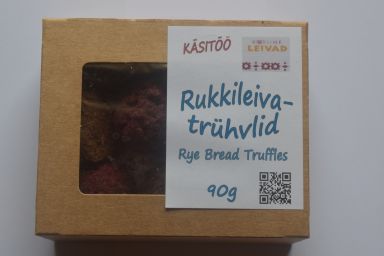 KÄSITÖÖ
LEIVAD
Rukkileiva-
trühvlid
Rye Bread Truffles
90g